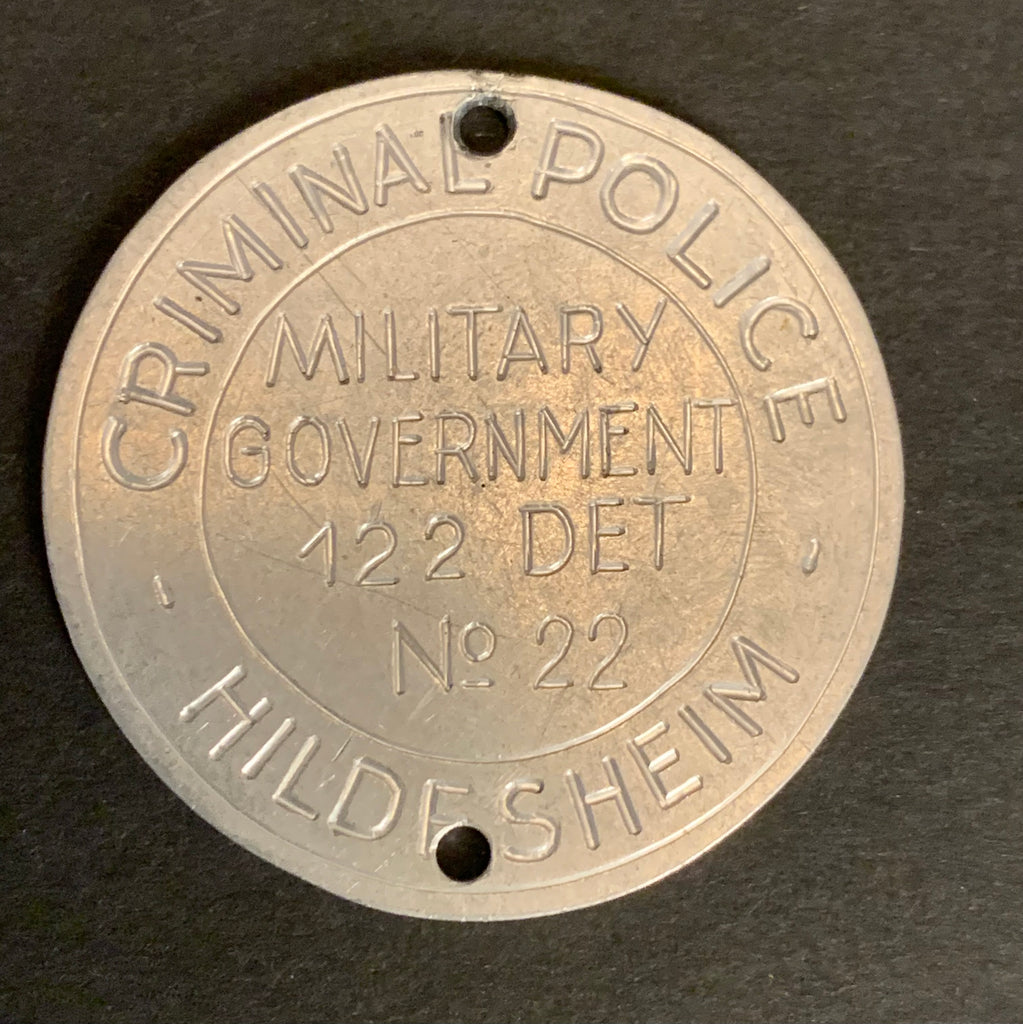 CRIMINAL POLICE
MILITARY
GOVERNMENT
122 DET
Nº 22
- HILDESHEIM -